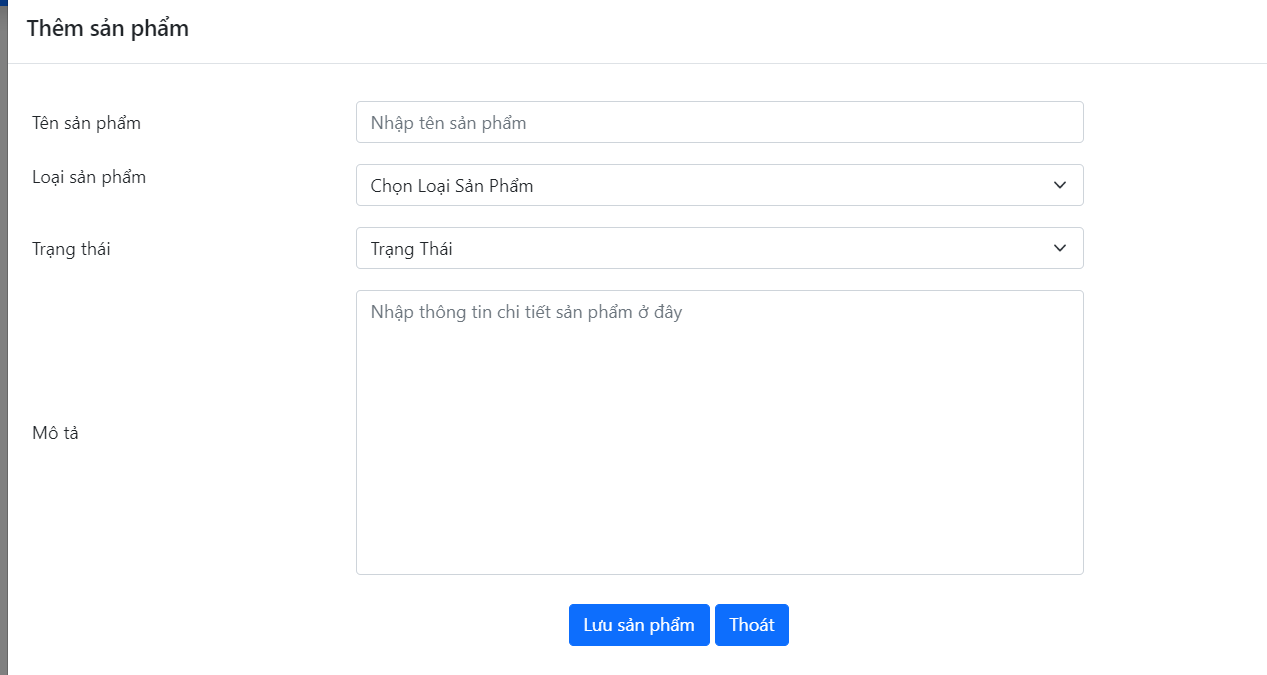 Thêm sản phẩm
Tên sản phẩm
Nhập tên sản phẩm
Loại sản phẩm
Chọn Loại Sản Phẩm
Trạng thái
Trạng Thái
Mô tả
Nhập thông tin chi tiết sản phẩm ở đây
Lưu sản phẩm
Thoát